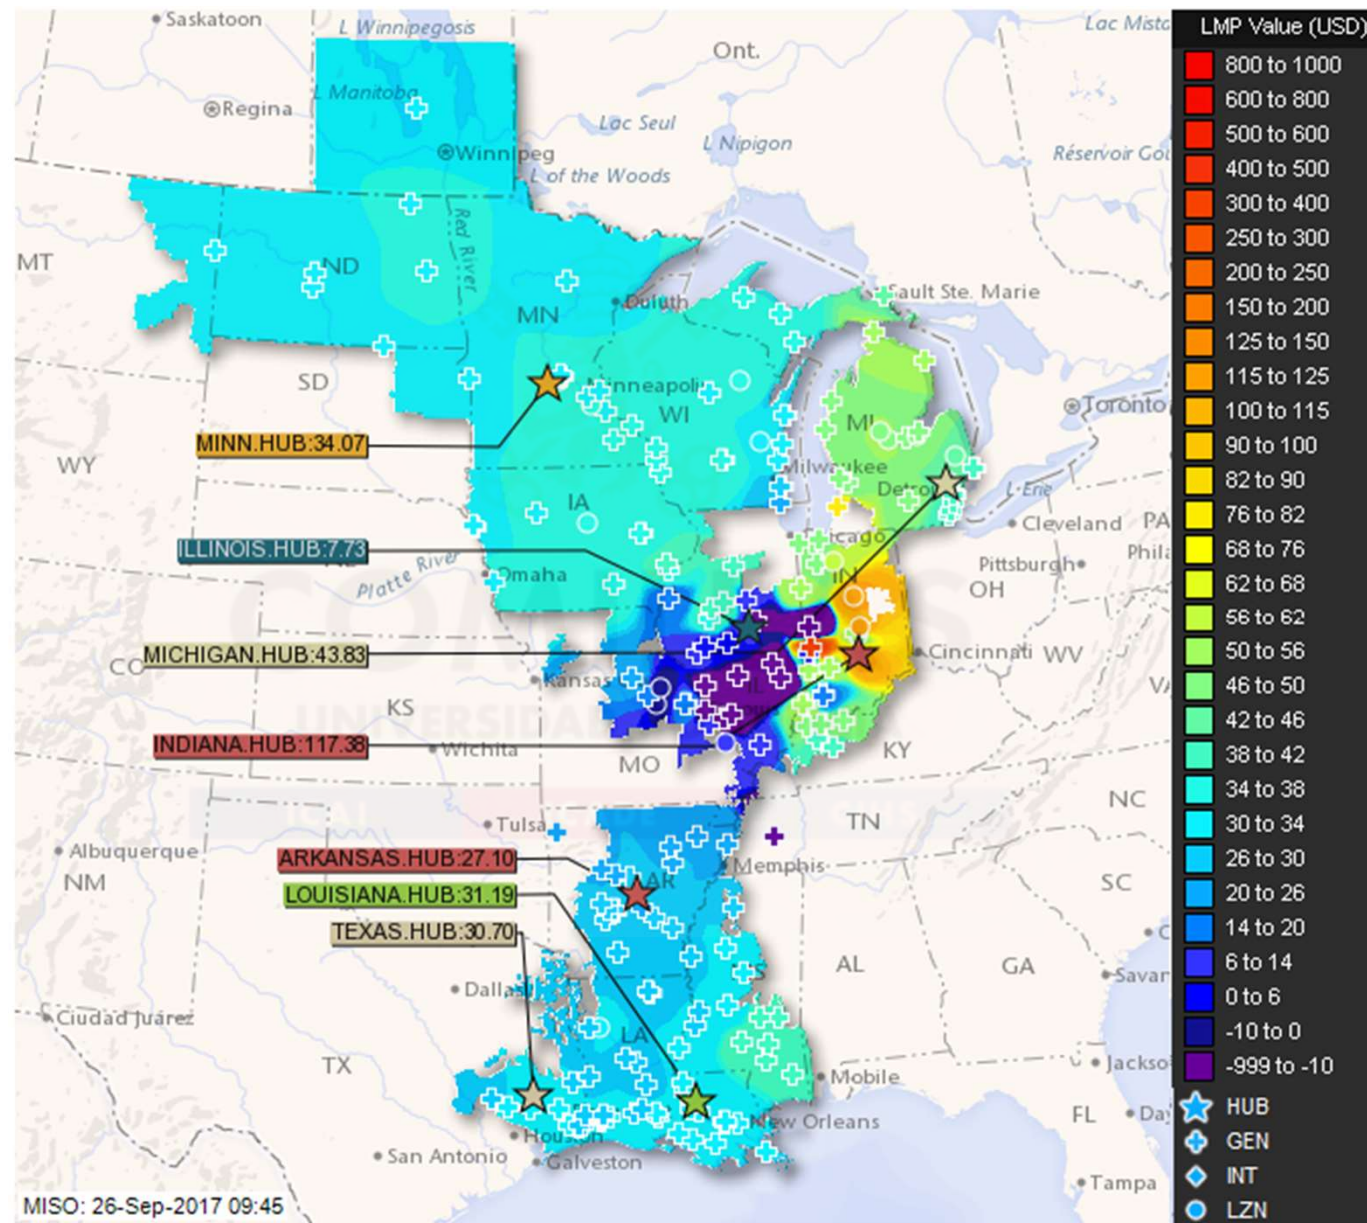 Saskatoon
L Winnipegosis
Ont.
Lac Mista
LMP Value (USD)
800 to 1000
L Manitoba
600 to 800
Regina
Lac Seul
500 to 600
Winnipeg
L Nipigon
Réservoir Gou
400 to 500
L of the Woods
300 to 400
Red River
250 to 300
MT
ND
200 to 250
Duluth
Sault Ste. Marie
150 to 200
MN
125 to 150
SD
Minneapolis
115 to 125
WI
MI
Toronto
100 to 115
MINN.HUB:34.07
90 to 100
WY
Milwaukee
82 to 90
IA
Detroit
L Erie
76 to 82
Cleveland
PA
ILLINOIS.HUB:7.73
Chicago
68 to 76
Platte River
Omaha
IN
Pittsburgh
Phila
OH
62 to 68
56 to 62
MICHIGAN.HUB:43.83
Cincinnati
WV
50 to 56
CO
Kansas
IL
VA
46 to 50
KS
UNIVERSIDAD
42 to 46
INDIANA.HUB:117.38
Wichita
MO
KY
38 to 42
34 to 38
NC
ICAI
Tulsa
TN
30 to 34
Albuquerque
ARKANSAS.HUB:27.10
Memphis
26 to 30
NM
LOUISIANA.HUB:31.19
AR
SC
20 to 26
TEXAS.HUB:30.70
14 to 20
AL
GA
Savan
6 to 14
Dallas
0 to 6
Ciudad Juárez
LA
-10 to 0
TX
Mobile
Jackso
-999 to -10
New Orleans
FL
Day
HUB
Houston
GEN
San Antonio
Galveston
INT
Tampa
MISO: 26-Sep-2017 09:45
LZN